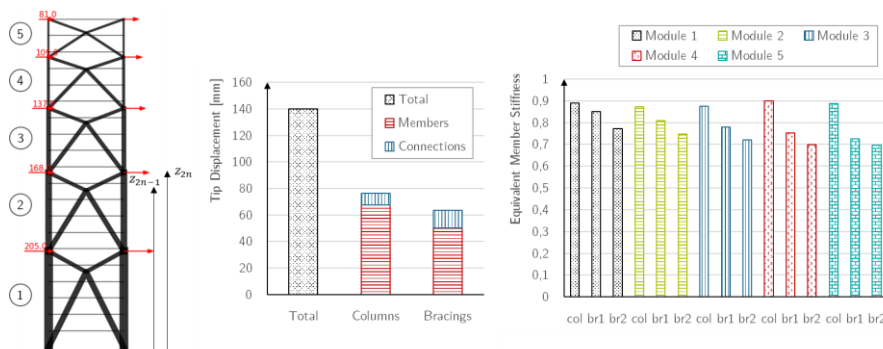 81.0
5
109.0
4
137.
3
168.
z2n
z2n−1
2
205.0
1
Tip Displacement [mm]
160
140
120
100
80
60
40
20
0
Total
Members
Connections
Total Columns Bracings
Module 1 Module 2 Module 3
Module 4 Module 5
Equivalent Member Stiffness
1
0,9
0,8
0,7
0,6
0,5
0,4
0,3
0,2
0,1
0
col br1 br2 col br1 br2 col br1 br2 col br1 br2 col br1 br2